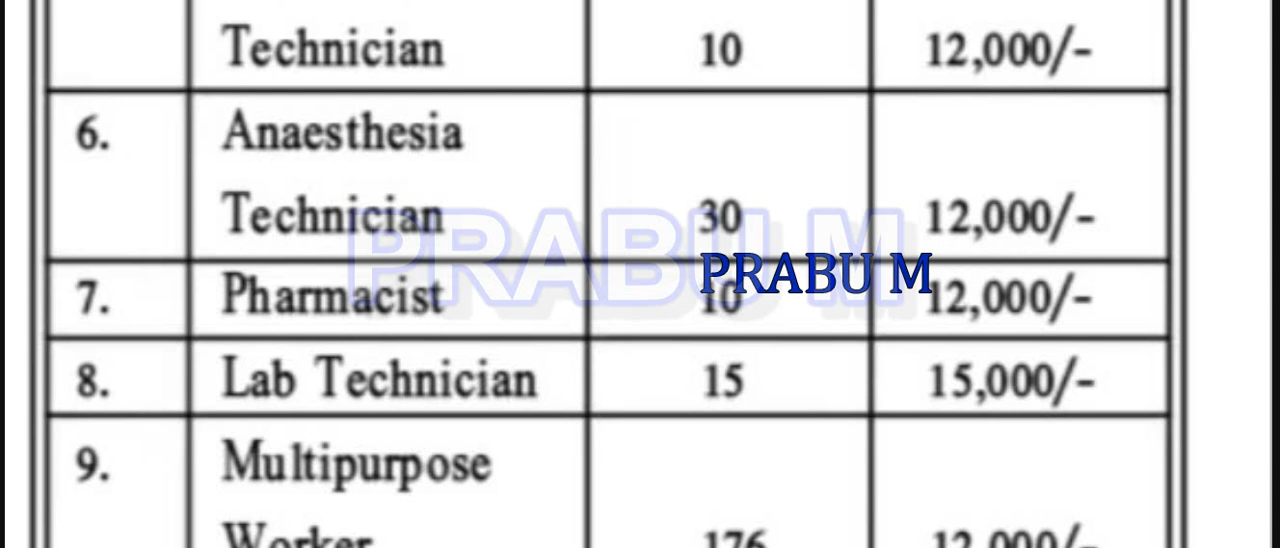 Technician 10 12,000/-
6. Anaesthesia
Technician 30 12,000/-
PRABU M
PRABU M
7. Pharmacist 10 12,000/-
8. Lab Technician 15 15,000/-
9. Multipurpose
Worker 176 12,000/-